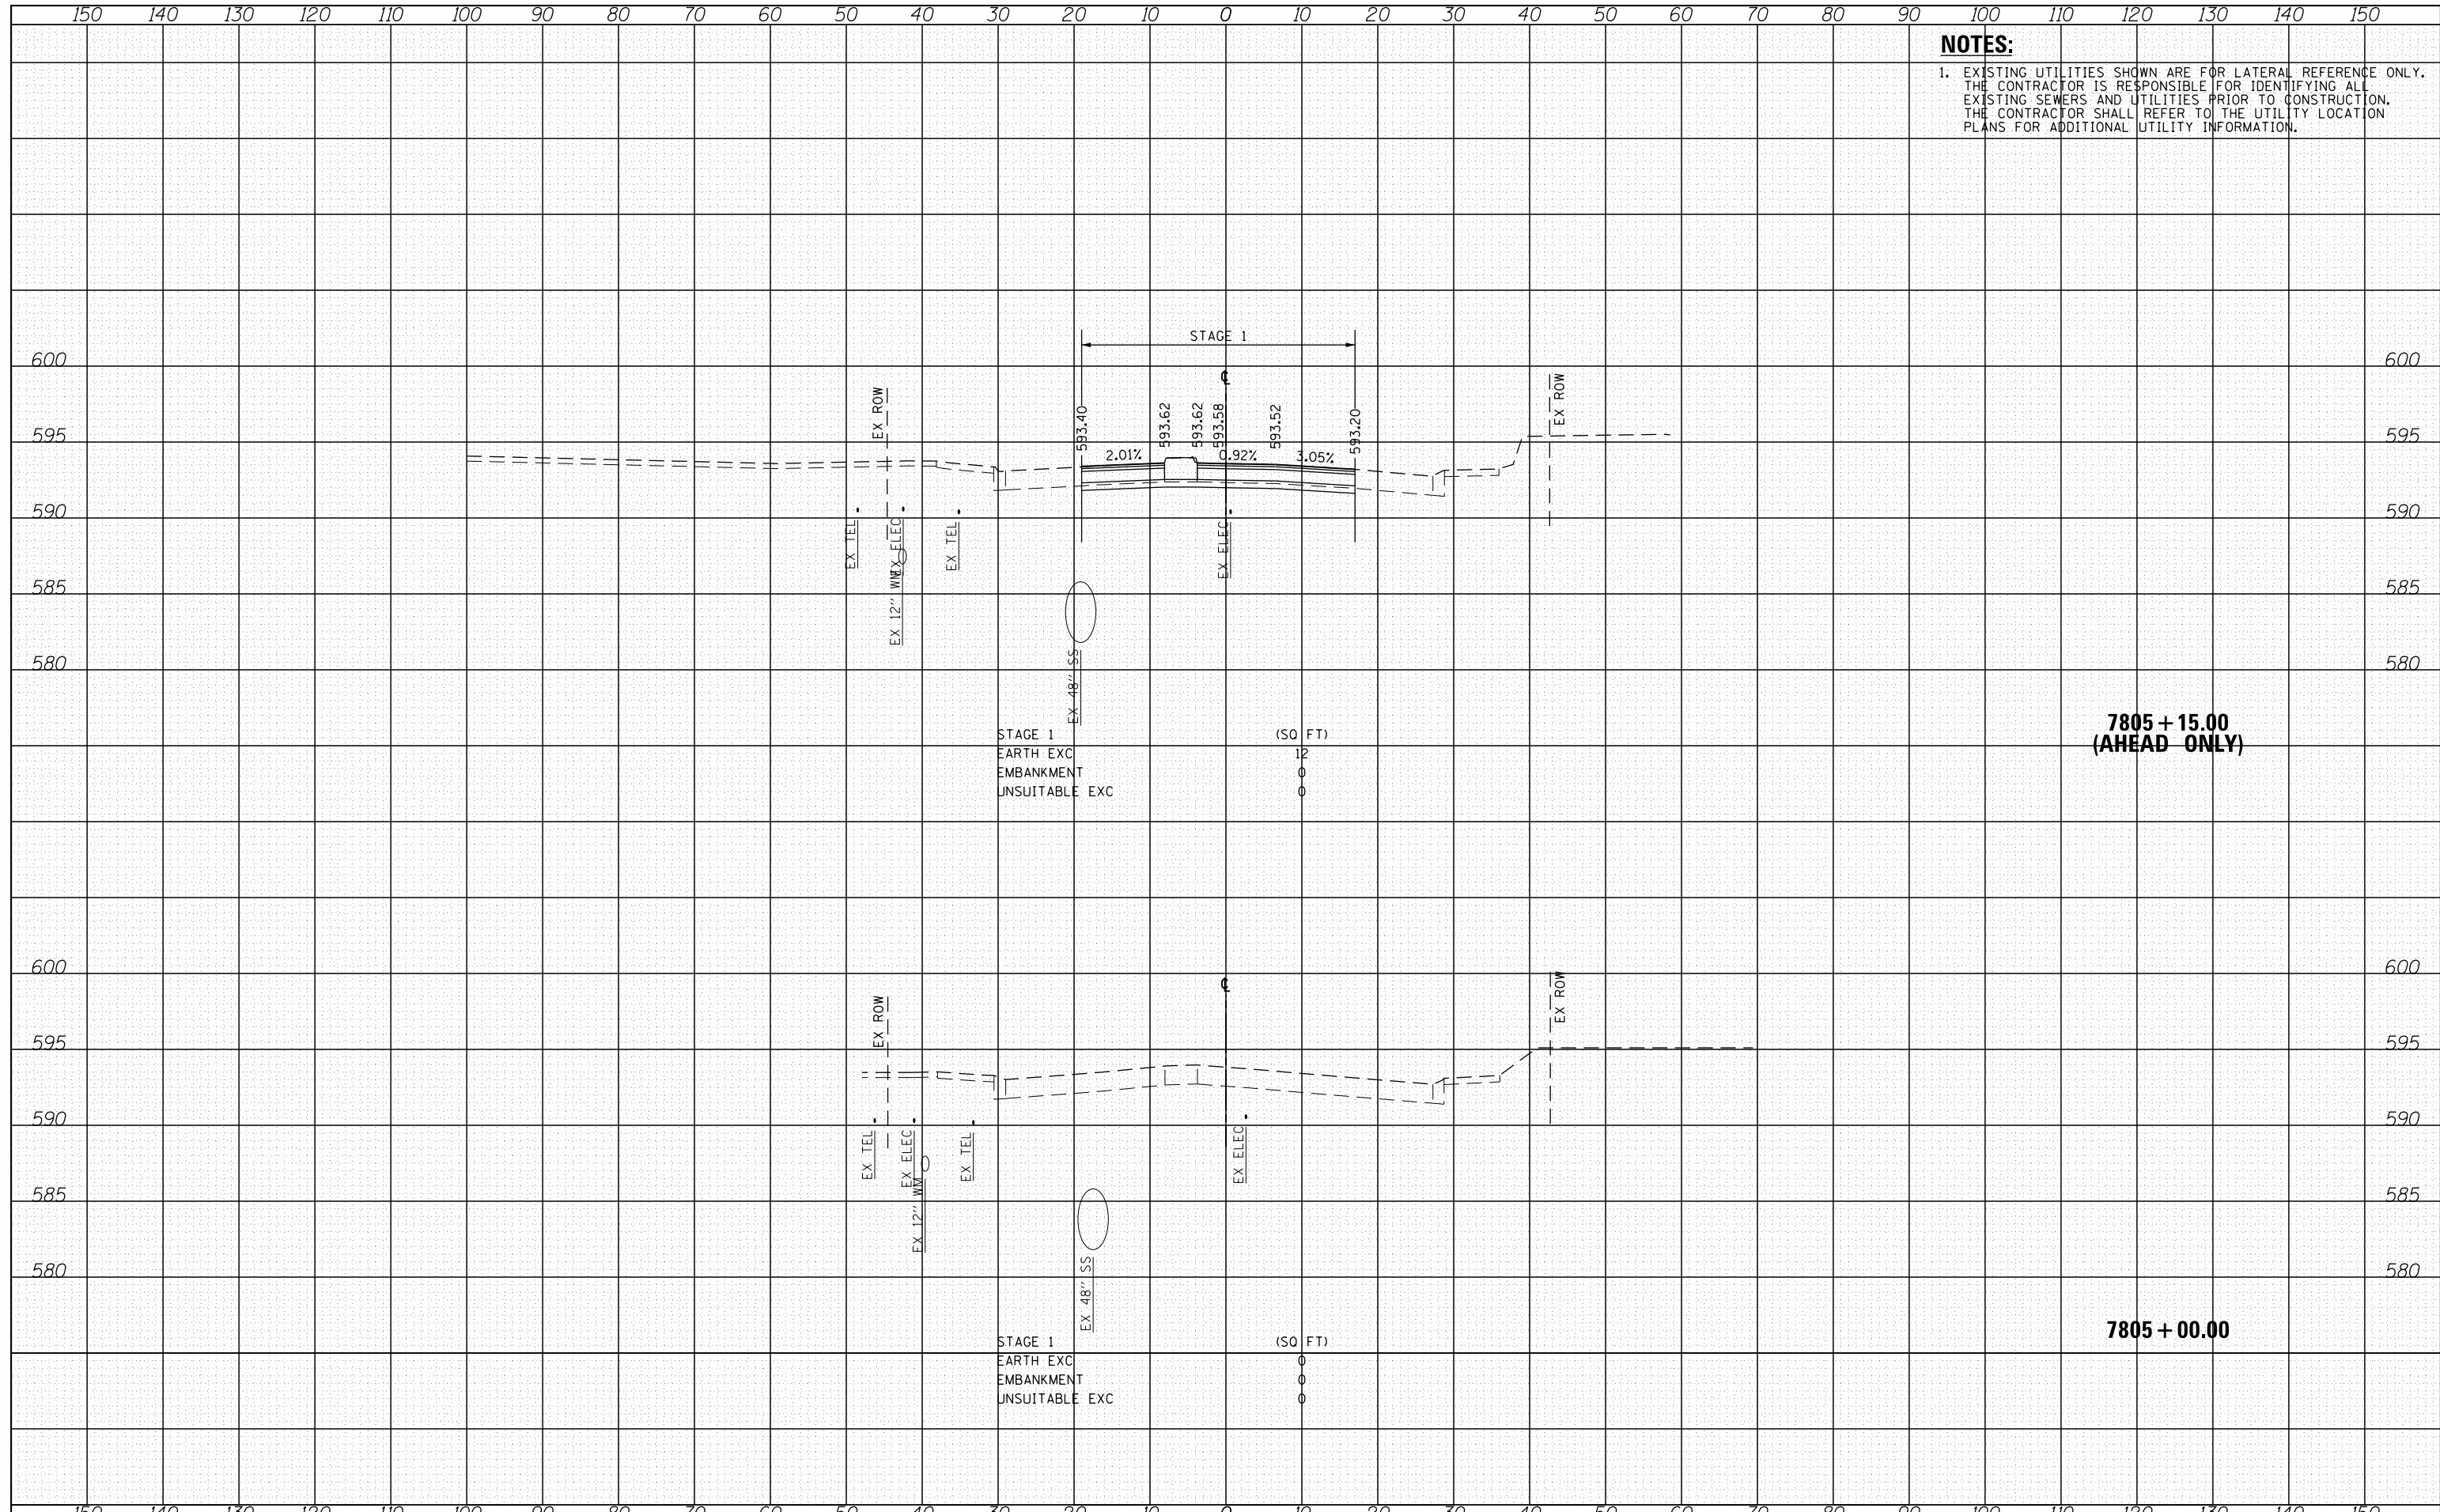 150 140 130 120 110 100 90 80 70 60 50 40 30 20 10 0 10 20 30 40 50 60 70 80 90 100 110 120 130 140 150
NOTES:
1. EXISTING UTILITIES SHOWN ARE FOR LATERAL REFERENCE ONLY.
THE CONTRACTOR IS RESPONSIBLE FOR IDENTIFYING ALL
EXISTING SEWERS AND UTILITIES PRIOR TO CONSTRUCTION.
THE CONTRACTOR SHALL REFER TO THE UTILITY LOCATION
PLANS FOR ADDITIONAL UTILITY INFORMATION.
STAGE 1
600 600
℄
EX ROW
593.40
593.62
593.62
593.58
593.52
593.20
EX ROW
595 595
2.01% 0.92% 3.05%
590 590
EX TEL
EX ELEC
EX TEL
EX ELEC
EX 12" WM
585 585
580 580
EX 48" SS
7805+15.00
(AHEAD ONLY)
STAGE 1 (SQ FT)
EARTH EXC 12
EMBANKMENT 0
UNSUITABLE EXC 0
600 600
℄
EX ROW
EX ROW
595 595
590 590
EX TEL
EX ELEC
EX TEL
EX ELEC
EX 12" WM
585 585
580 580
EX 48" SS
7805+00.00
STAGE 1 (SQ FT)
EARTH EXC 0
EMBANKMENT 0
UNSUITABLE EXC 0
150 140 130 120 110 100 90 80 70 60 50 40 30 20 10 0 10 20 30 40 50 60 70 80 90 100 110 120 130 140 150